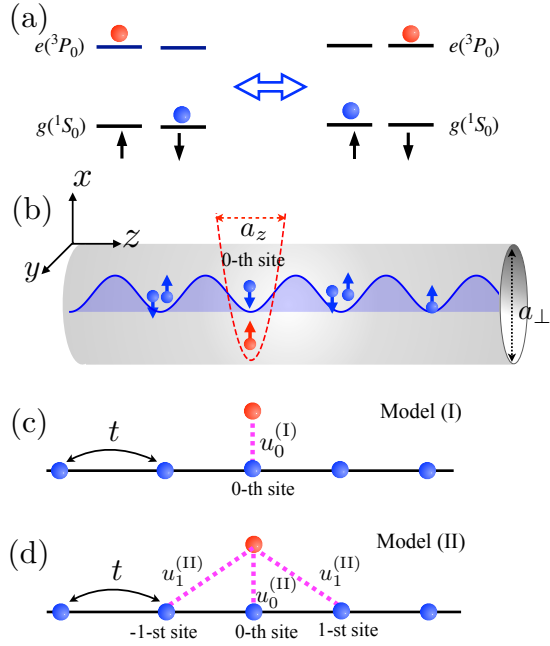 (a)
e(³P₀) e(³P₀)
g(¹S₀) g(¹S₀)
(b)
x
y
z
a_z
0-th site
a_⊥
(c)
Model (I)
t
u₀^(I)
0-th site
(d)
Model (II)
t
u₁^(II) u₀^(II) u₁^(II)
-1-st site 0-th site 1-st site